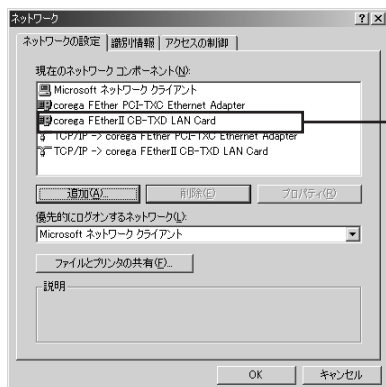 ネットワーク
ネットワークの設定 識別情報 アクセスの制御
現在のネットワーク コンポーネント(N):
Microsoft ネットワーク クライアント
corega FEther PCI-TXC Ethernet Adapter
corega FEtherII CB-TXD LAN Card
TCP/IP -> corega FEther PCI-TXC Ethernet Adapter
TCP/IP -> corega FEtherII CB-TXD LAN Card
追加(A)... 削除(E) プロパティ(R)
優先的にログオンするネットワーク(L):
Microsoft ネットワーク クライアント
ファイルとプリンタの共有(F)...
説明
OK キャンセル